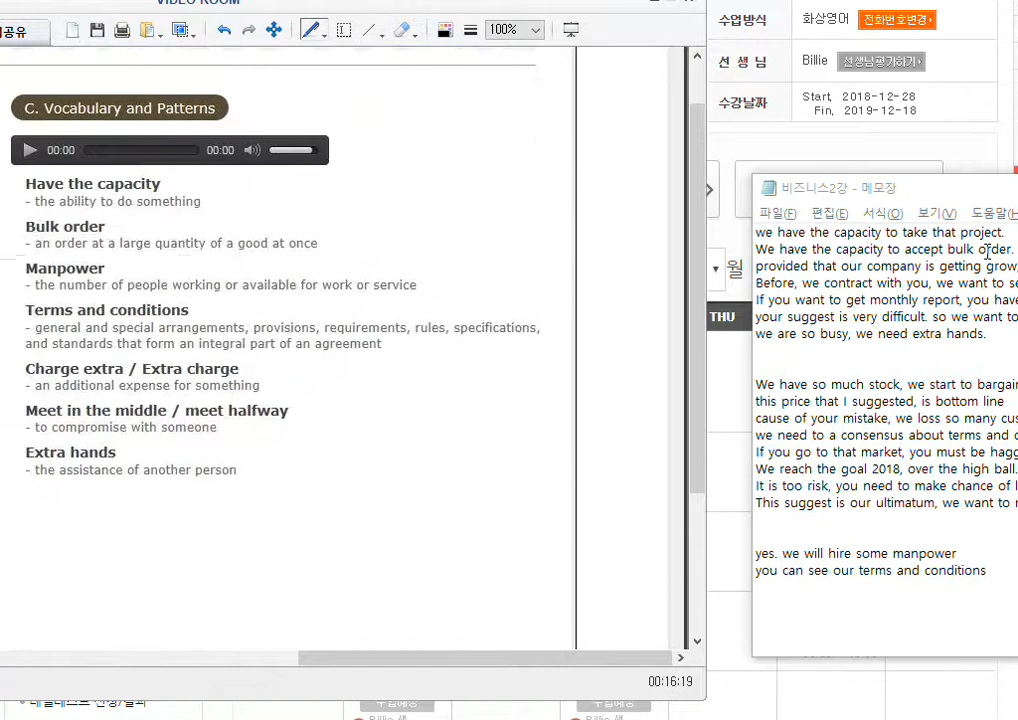 VIDEO ROOM
공유
100%
C. Vocabulary and Patterns
00:00 00:00
Have the capacity
- the ability to do something
Bulk order
- an order at a large quantity of a good at once
Manpower
- the number of people working or available for work or service
Terms and conditions
- general and special arrangements, provisions, requirements, rules, specifications,
and standards that form an integral part of an agreement
Charge extra / Extra charge
- an additional expense for something
Meet in the middle / meet halfway
- to compromise with someone
Extra hands
- the assistance of another person
00:16:19
수업방식 화상영어 전화번호변경
선 생 님 Billie 선생님평가하기
수강날짜 Start. 2018-12-28
Fin. 2019-12-18
월
THU
비즈니스2강 - 메모장
파일(F) 편집(E) 서식(O) 보기(V) 도움말(H
we have the capacity to take that project.
We have the capacity to accept bulk order.
provided that our company is getting grow,
Before, we contract with you, we want to se
If you want to get monthly report, you have
your suggest is very difficult. so we want to
we are so busy, we need extra hands.
We have so much stock, we start to bargain
this price that I suggested, is bottom line
cause of your mistake, we loss so many cus
we need to a consensus about terms and c
If you go to that market, you must be hagg
We reach the goal 2018, over the high ball.
It is too risk, you need to make chance of l
This suggest is our ultimatum, we want to r
yes. we will hire some manpower
you can see our terms and conditions